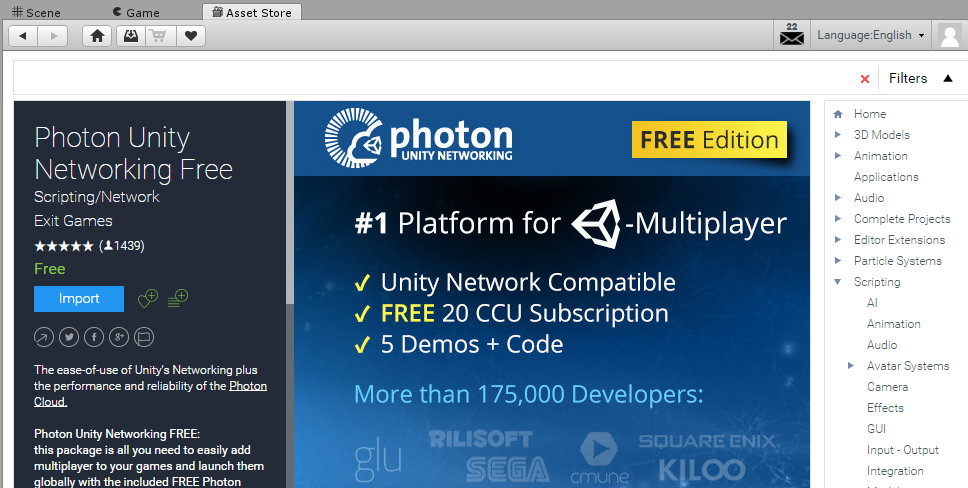 Scene
Game
Asset Store
22
Language:English
Filters
Photon Unity
Networking Free
Scripting/Network
Exit Games
★★★★★ (1439)
Free
Import
The ease-of-use of Unity's Networking plus
the performance and reliability of the Photon
Cloud.
Photon Unity Networking FREE:
this package is all you need to easily add
multiplayer to your games and launch them
globally with the included FREE Photon
photon
UNITY NETWORKING
FREE Edition
#1 Platform for -Multiplayer
✓ Unity Network Compatible
✓ FREE 20 CCU Subscription
✓ 5 Demos + Code
More than 175,000 Developers:
glu
RILISOFT
SEGA
cmune
SQUARE ENIX
KILOO
Home
3D Models
Animation
Applications
Audio
Complete Projects
Editor Extensions
Particle Systems
Scripting
AI
Animation
Audio
Avatar Systems
Camera
Effects
GUI
Input - Output
Integration